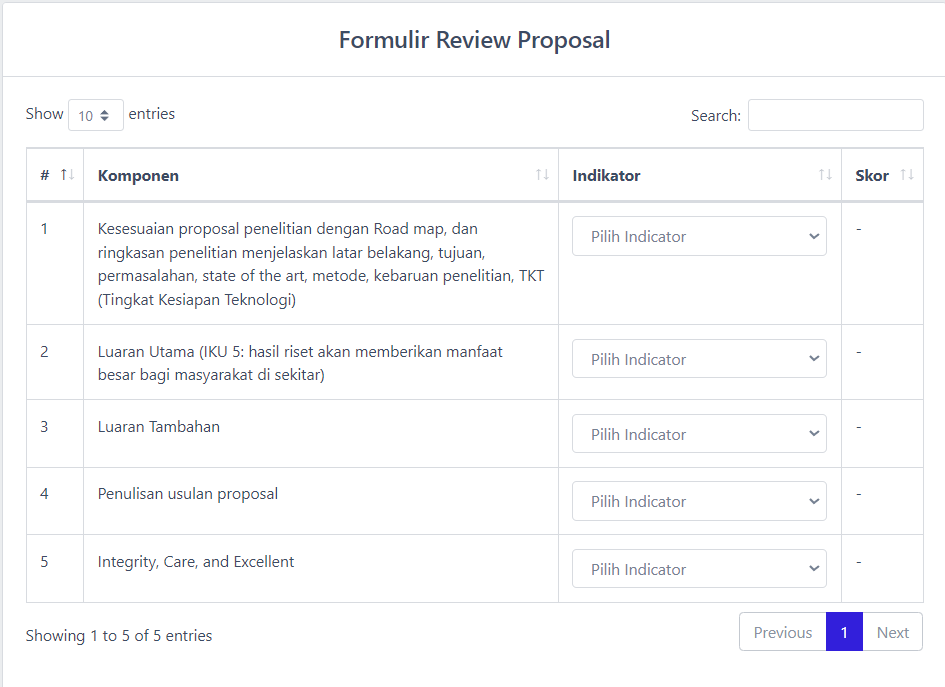 Formulir Review Proposal
Show 10 entries
Search:
# Komponen Indikator Skor
1 Kesesuaian proposal penelitian dengan Road map, dan Pilih Indicator -
ringkasan penelitian menjelaskan latar belakang, tujuan,
permasalahan, state of the art, metode, kebaruan penelitian, TKT
(Tingkat Kesiapan Teknologi)
2 Luaran Utama (IKU 5: hasil riset akan memberikan manfaat Pilih Indicator -
besar bagi masyarakat di sekitar)
3 Luaran Tambahan Pilih Indicator -
4 Penulisan usulan proposal Pilih Indicator -
5 Integrity, Care, and Excellent Pilih Indicator -
Showing 1 to 5 of 5 entries
Previous 1 Next